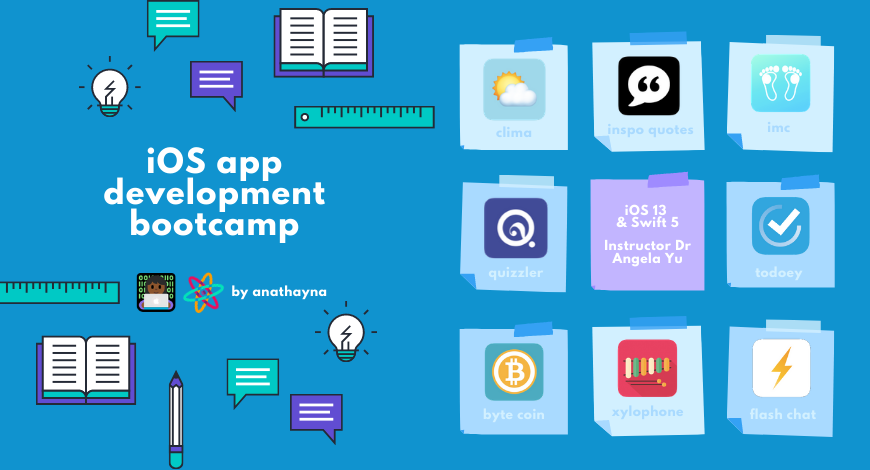 iOS app
development
bootcamp
by anathayna
clima
inspo quotes
imc
quizzler
iOS 13
& Swift 5
Instructor Dr
Angela Yu
todoey
byte coin
xylophone
flash chat